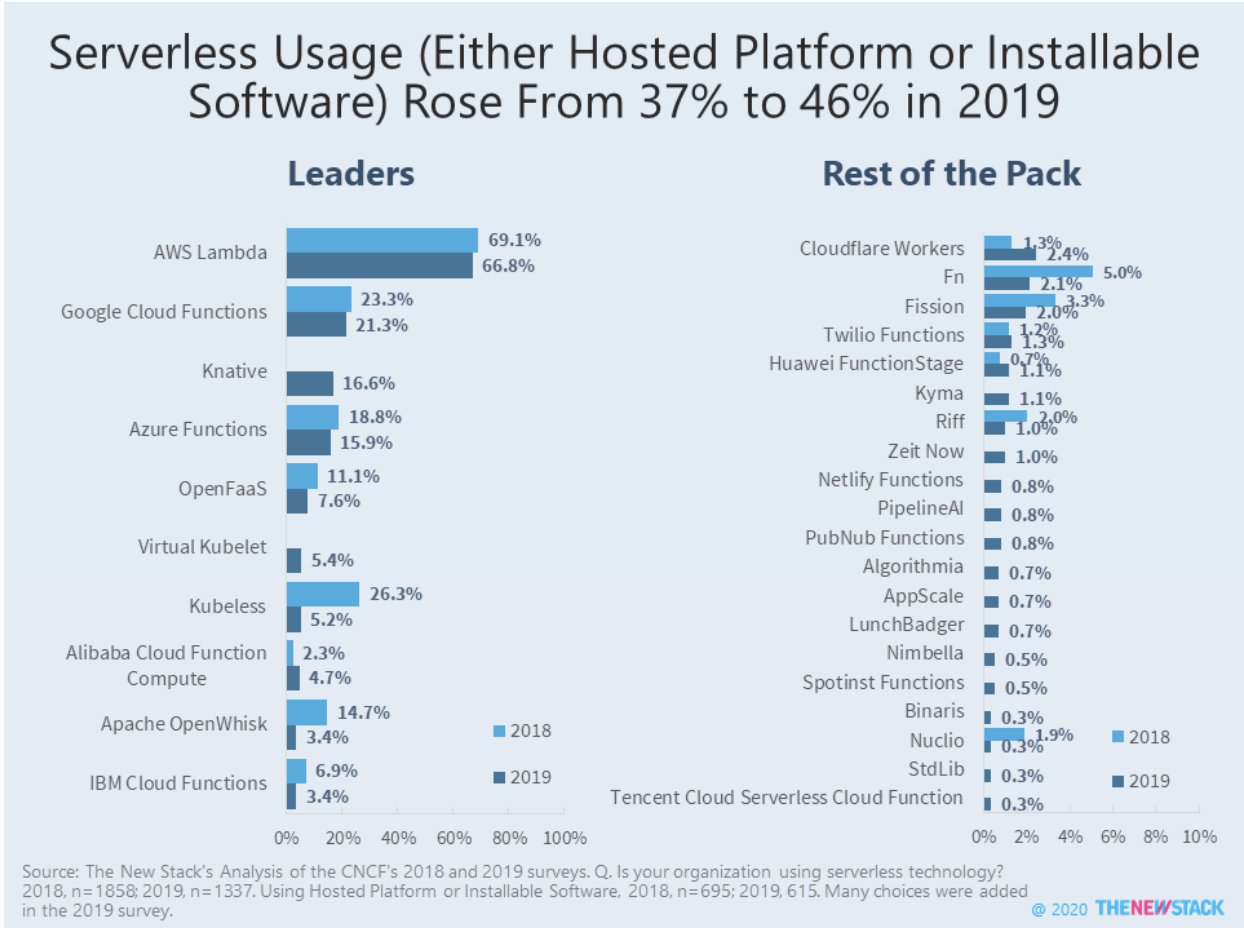 Serverless Usage (Either Hosted Platform or Installable
Software) Rose From 37% to 46% in 2019
Leaders
AWS Lambda
69.1%
66.8%
Google Cloud Functions
23.3%
21.3%
Knative
16.6%
Azure Functions
18.8%
15.9%
OpenFaaS
11.1%
7.6%
Virtual Kubelet
5.4%
Kubeless
26.3%
5.2%
Alibaba Cloud Function
Compute
2.3%
4.7%
Apache OpenWhisk
14.7%
3.4%
IBM Cloud Functions
6.9%
3.4%
2018
2019
0% 20% 40% 60% 80% 100%
Rest of the Pack
Cloudflare Workers
1.3%
2.4%
Fn
5.0%
2.1%
Fission
3.3%
2.0%
Twilio Functions
1.2%
1.3%
Huawei FunctionStage
0.7%
1.1%
Kyma
1.1%
Riff
2.0%
1.0%
Zeit Now
1.0%
Netlify Functions
0.8%
PipelineAI
0.8%
PubNub Functions
0.8%
Algorithmia
0.7%
AppScale
0.7%
LunchBadger
0.7%
Nimbella
0.5%
Spotinst Functions
0.5%
Binaris
0.3%
Nuclio
1.9%
0.3%
StdLib
0.3%
Tencent Cloud Serverless Cloud Function
0.3%
2018
2019
0% 2% 4% 6% 8% 10%
Source: The New Stack's Analysis of the CNCF's 2018 and 2019 surveys. Q. Is your organization using serverless technology?
2018, n=1858; 2019, n=1337. Using Hosted Platform or Installable Software, 2018, n=695; 2019, 615. Many choices were added
in the 2019 survey.
@ 2020 THENEWSTACK